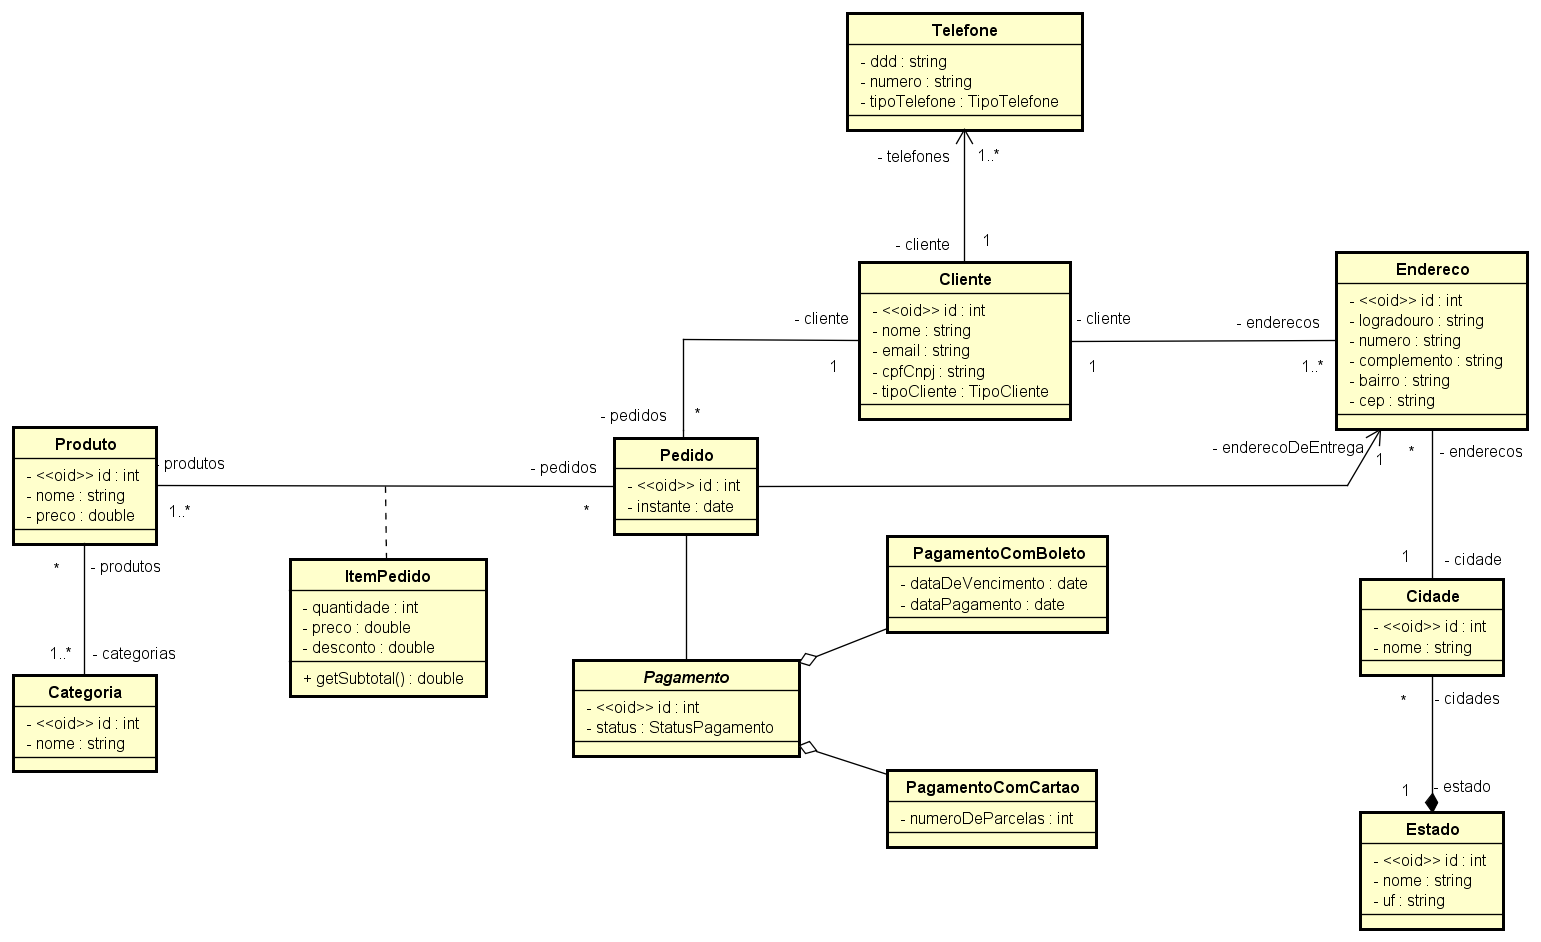 Telefone
- ddd : string
- numero : string
- tipoTelefone : TipoTelefone
- telefones
1..*
- cliente
1
Cliente
- <<oid>> id : int
- nome : string
- email : string
- cpfCnpj : string
- tipoCliente : TipoCliente
- cliente
1
- cliente
1
- enderecos
1..*
Endereco
- <<oid>> id : int
- logradouro : string
- numero : string
- complemento : string
- bairro : string
- cep : string
- pedidos
*
Produto
- <<oid>> id : int
- nome : string
- preco : double
- produtos
1..*
- pedidos
*
Pedido
- <<oid>> id : int
- instante : date
- enderecoDeEntrega
1
*
- enderecos
1
- cidade
Cidade
- <<oid>> id : int
- nome : string
*
- produtos
1..*
- categorias
Categoria
- <<oid>> id : int
- nome : string
ItemPedido
- quantidade : int
- preco : double
- desconto : double
+ getSubtotal() : double
PagamentoComBoleto
- dataDeVencimento : date
- dataPagamento : date
Pagamento
- <<oid>> id : int
- status : StatusPagamento
PagamentoComCartao
- numeroDeParcelas : int
*
- cidades
1
- estado
Estado
- <<oid>> id : int
- nome : string
- uf : string